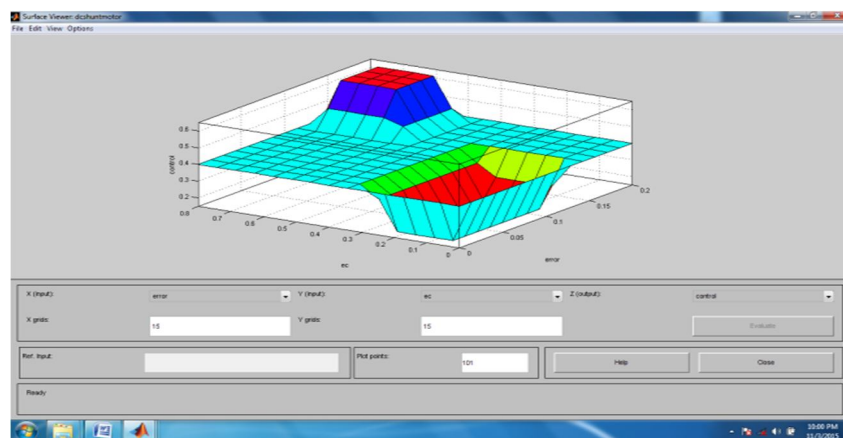 Surface Viewer: dcshuntmotor
File Edit View Options
control
0.6
0.5
0.4
0.3
0.2
0.8
0.7
0.6
0.5
0.4
0.3
0.2
0.1
0
ec
0
0.05
0.1
0.15
0.2
error
X (input): error Y (input): ec Z (output): control
X grids: 15 Y grids: 15 Evaluate
Ref. Input: Plot points: 101 Help Close
Ready
10:00 PM
11/3/2015